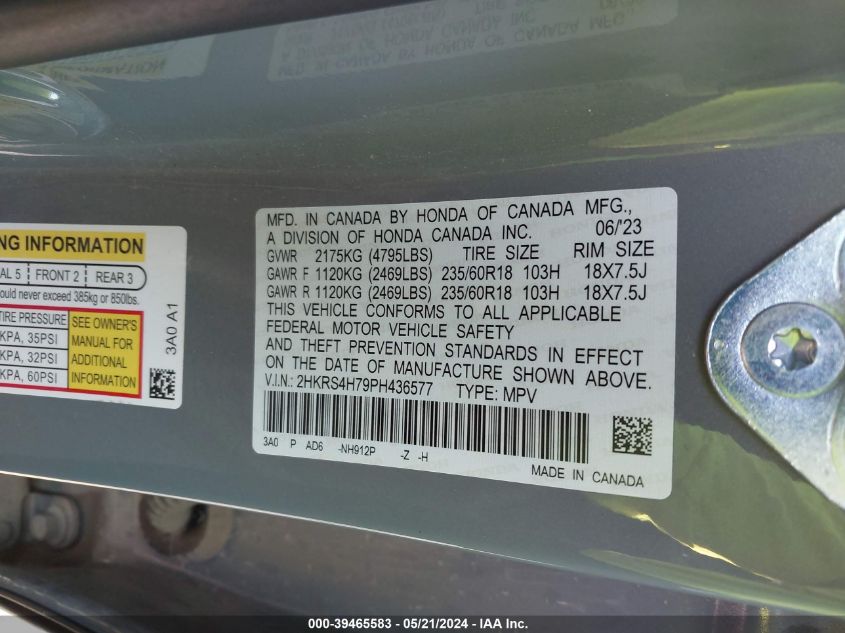 MFD. IN CANADA BY HONDA OF CANADA MFG.,
A DIVISION OF HONDA CANADA INC. 06/'23
GVWR 2175KG (4795LBS) TIRE SIZE RIM SIZE
GAWR F 1120KG (2469LBS) 235/60R18 103H 18X7.5J
GAWR R 1120KG (2469LBS) 235/60R18 103H 18X7.5J
THIS VEHICLE CONFORMS TO ALL APPLICABLE
FEDERAL MOTOR VEHICLE SAFETY
AND THEFT PREVENTION STANDARDS IN EFFECT
ON THE DATE OF MANUFACTURE SHOWN ABOVE.
V.I.N.: 2HKRS4H79PH436577 TYPE: MPV
3A0 P AD6 -NH912P -Z -H
MADE IN CANADA
INFORMATION
5 FRONT 2 REAR 3
should never exceed 385kg or 850lbs.
TIRE PRESSURE SEE OWNER'S
KPA, 35PSI MANUAL FOR
KPA, 32PSI ADDITIONAL
KPA, 60PSI INFORMATION
3A0 A1
000-39465583 - 05/21/2024 - IAA Inc.